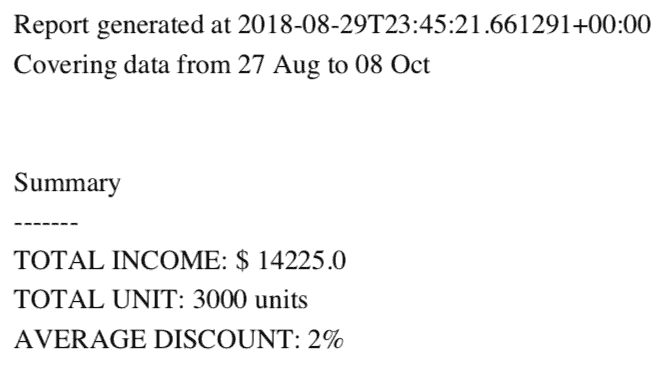 Report generated at 2018-08-29T23:45:21.661291+00:00
Covering data from 27 Aug to 08 Oct
Summary
-------
TOTAL INCOME: $ 14225.0
TOTAL UNIT: 3000 units
AVERAGE DISCOUNT: 2%